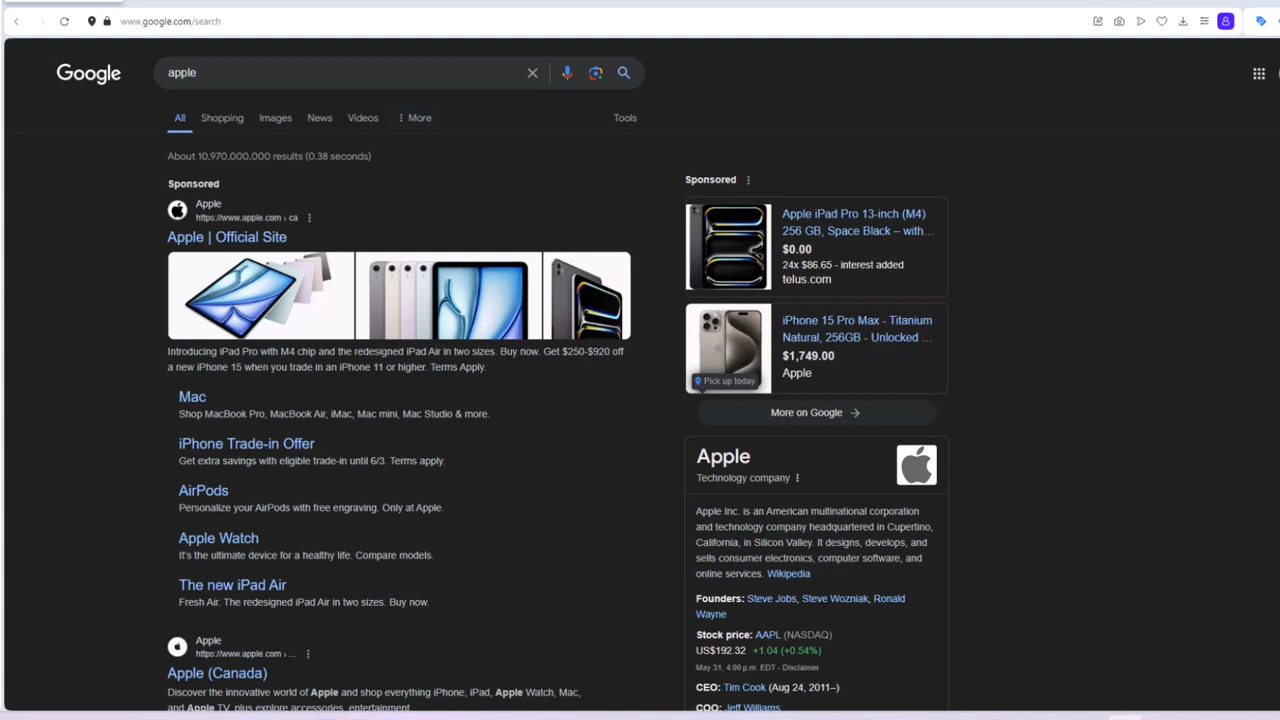 www.google.com/search
Google
apple
All
Shopping
Images
News
Videos
More
Tools
About 10,970,000,000 results (0.38 seconds)
Sponsored
Apple
https://www.apple.com › ca
Apple | Official Site
Introducing iPad Pro with M4 chip and the redesigned iPad Air in two sizes. Buy now. Get $250-$920 off
a new iPhone 15 when you trade in an iPhone 11 or higher. Terms Apply.
Mac
Shop MacBook Pro, MacBook Air, iMac, Mac mini, Mac Studio & more.
iPhone Trade-in Offer
Get extra savings with eligible trade-in until 6/3. Terms apply.
AirPods
Personalize your AirPods with free engraving. Only at Apple.
Apple Watch
It's the ultimate device for a healthy life. Compare models.
The new iPad Air
Fresh Air. The redesigned iPad Air in two sizes. Buy now.
Apple
https://www.apple.com › ...
Apple (Canada)
Discover the innovative world of Apple and shop everything iPhone, iPad, Apple Watch, Mac,
and Apple TV, plus explore accessories, entertainment,
Sponsored
Apple iPad Pro 13-inch (M4)
256 GB, Space Black – with...
$0.00
24x $86.65 - interest added
telus.com
iPhone 15 Pro Max - Titanium
Natural, 256GB - Unlocked ...
$1,749.00
Apple
Pick up today
More on Google →
Apple
Technology company
Apple Inc. is an American multinational corporation
and technology company headquartered in Cupertino,
California, in Silicon Valley. It designs, develops, and
sells consumer electronics, computer software, and
online services. Wikipedia
Founders: Steve Jobs, Steve Wozniak, Ronald
Wayne
Stock price: AAPL (NASDAQ)
US$192.32 +1.04 (+0.54%)
May 31, 4:00 p.m. EDT - Disclaimer
CEO: Tim Cook (Aug 24, 2011–)
COO: Jeff Williams